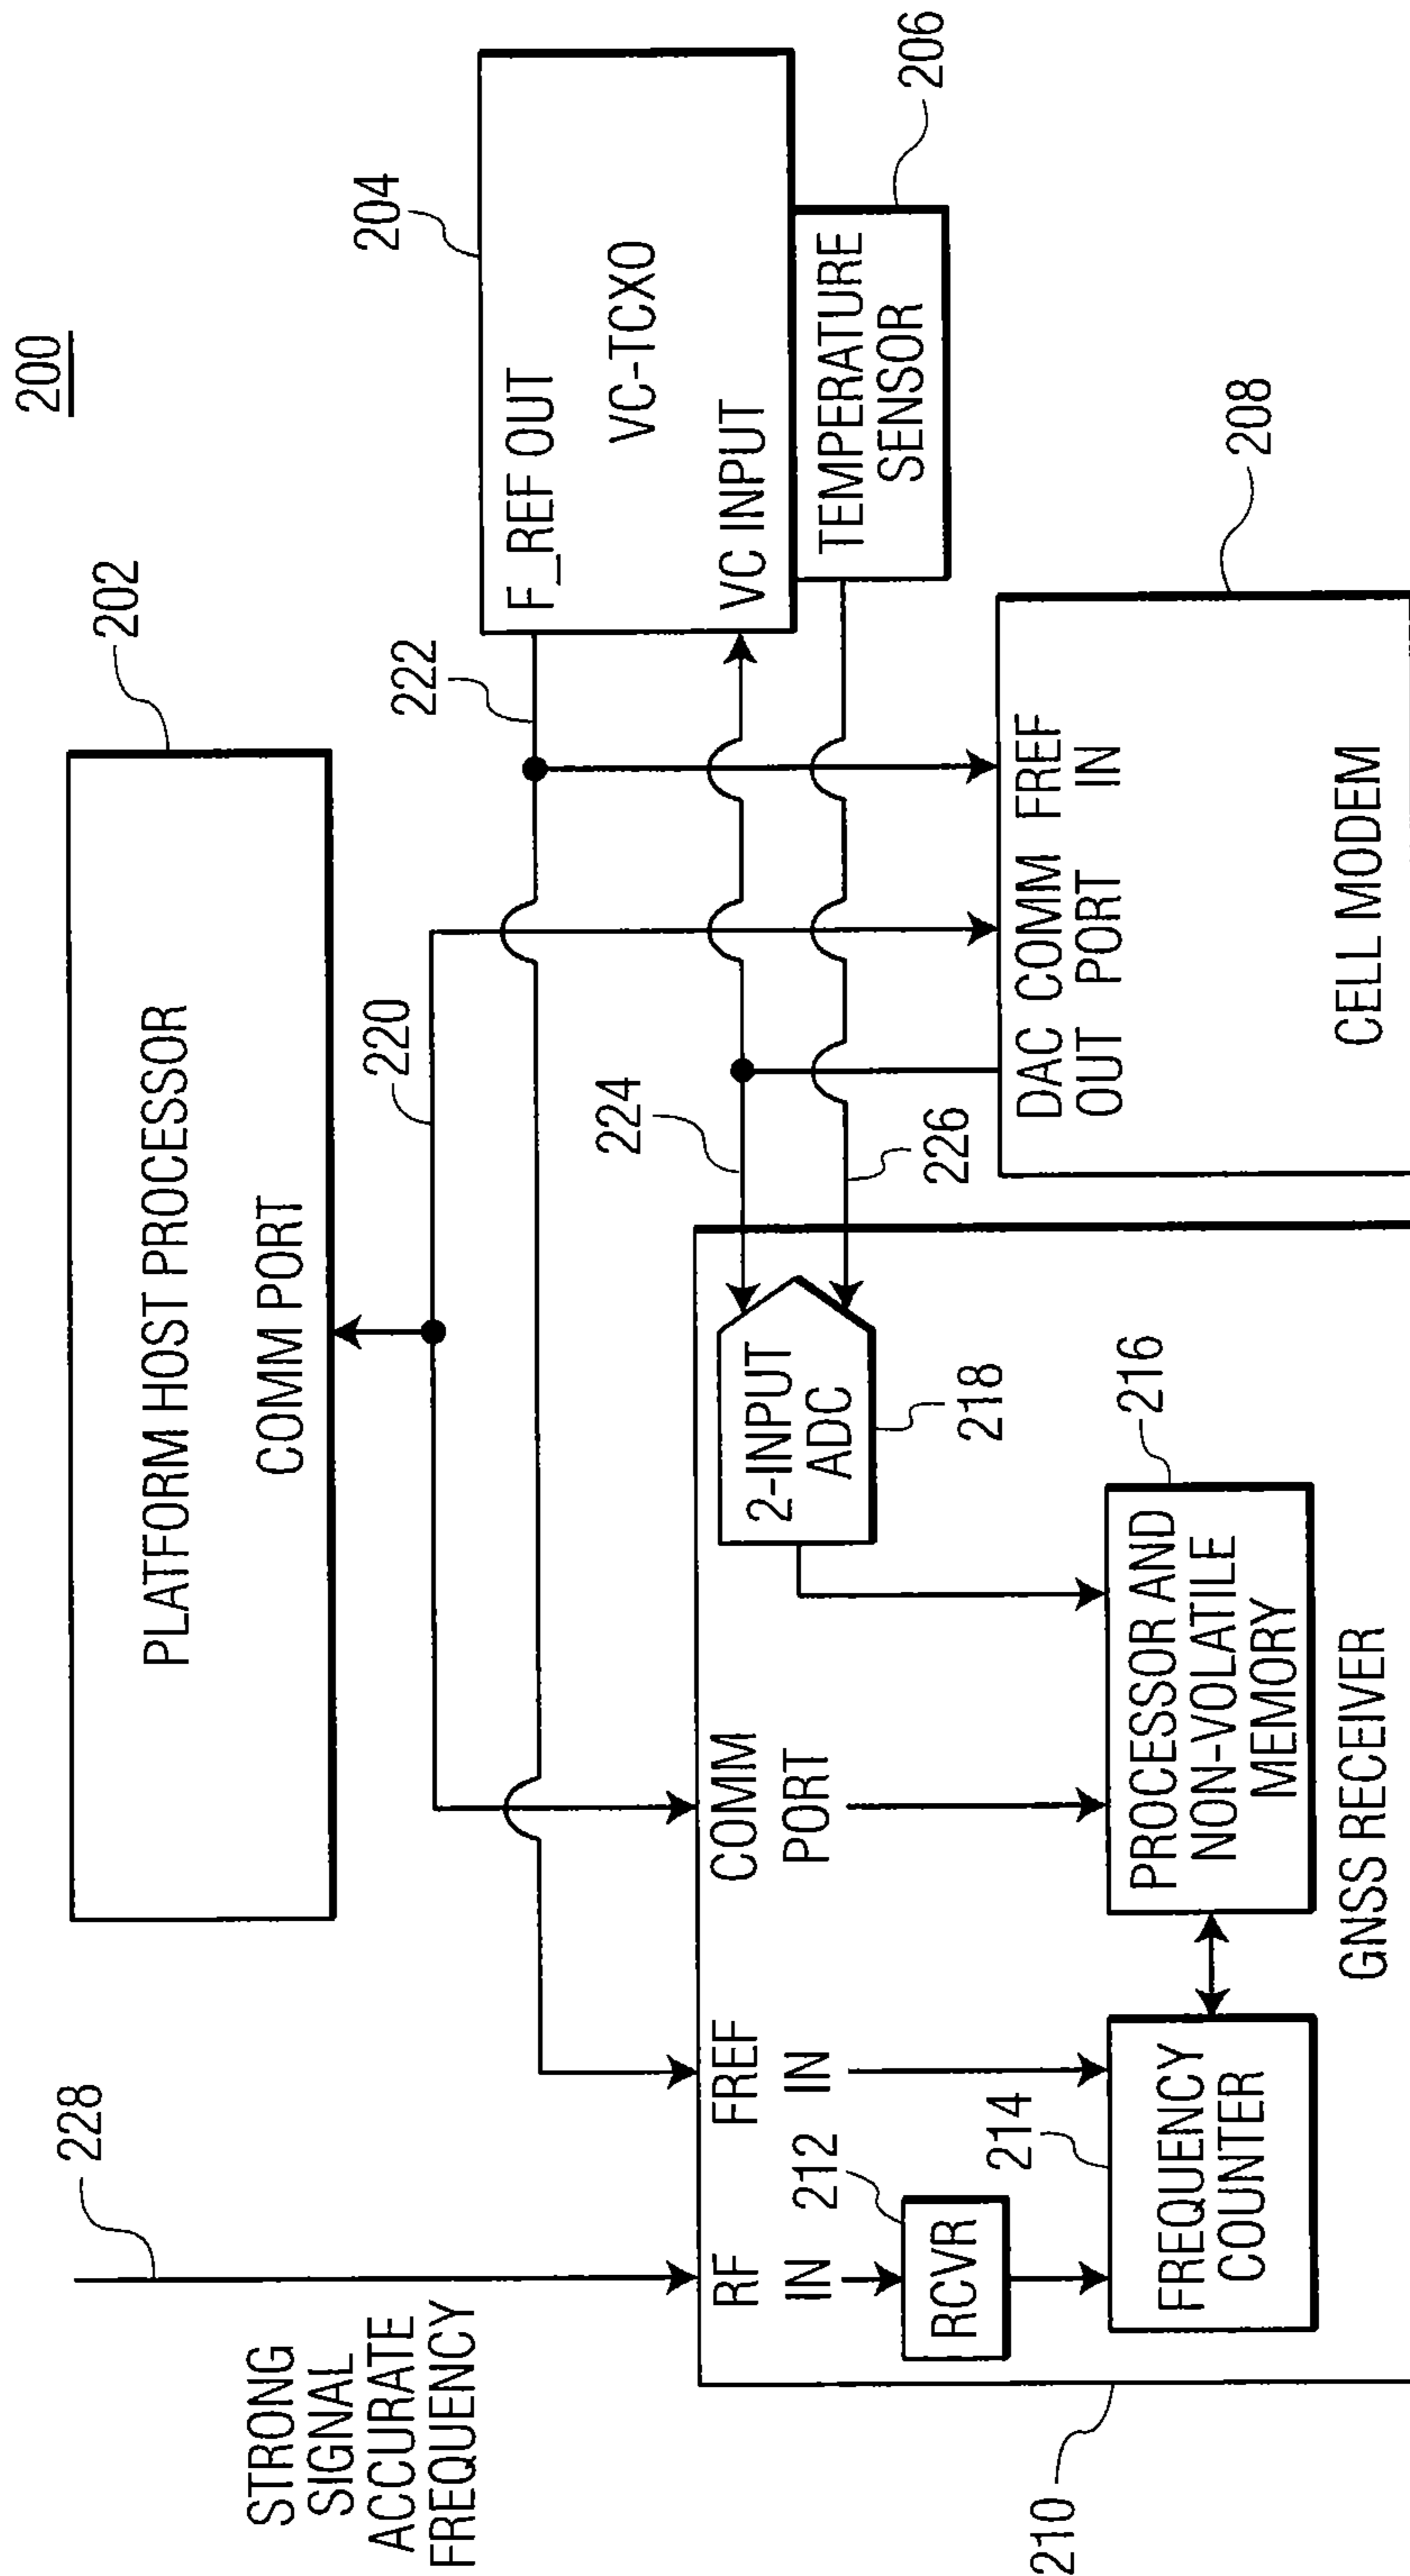 200
202
PLATFORM HOST PROCESSOR
COMM PORT
204
F_REF OUT
VC-TCXO
VC INPUT
206
TEMPERATURE
SENSOR
208
DAC COMM FREF
OUT PORT IN
CELL MODEM
220
222
224
226
228
STRONG
SIGNAL
ACCURATE
FREQUENCY
RF
IN
FREF
IN
COMM
PORT
2-INPUT
ADC
218
212
RCVR
214
FREQUENCY
COUNTER
216
PROCESSOR AND
NON-VOLATILE
MEMORY
GNSS RECEIVER
210